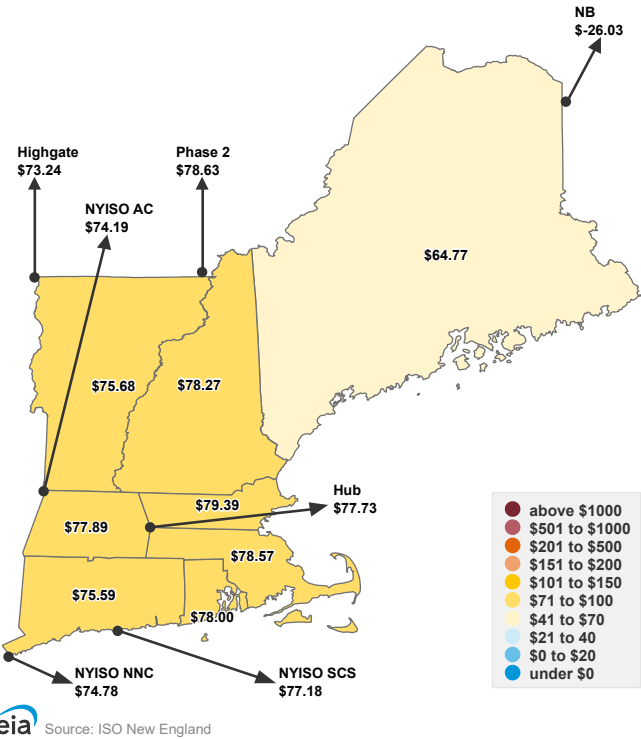 NB
$-26.03
Highgate
$73.24
Phase 2
$78.63
NYISO AC
$74.19
$64.77
$75.68
$78.27
Hub
$77.73
$79.39
$77.89
$78.57
$75.59
$78.00
NYISO NNC
$74.78
NYISO SCS
$77.18
above $1000
$501 to $1000
$201 to $500
$151 to $200
$101 to $150
$71 to $100
$41 to $70
$21 to 40
$0 to $20
under $0
eia
Source: ISO New England